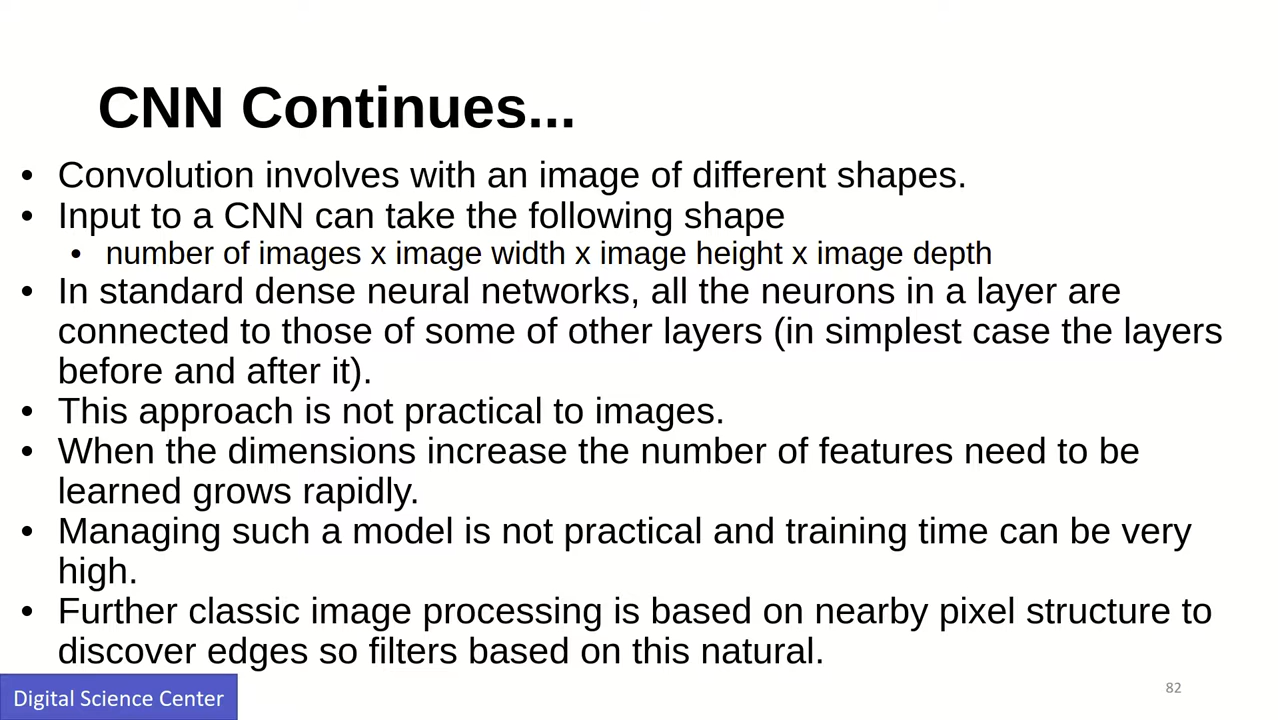 CNN Continues...
• Convolution involves with an image of different shapes.
• Input to a CNN can take the following shape
• number of images x image width x image height x image depth
• In standard dense neural networks, all the neurons in a layer are
connected to those of some of other layers (in simplest case the layers
before and after it).
• This approach is not practical to images.
• When the dimensions increase the number of features need to be
learned grows rapidly.
• Managing such a model is not practical and training time can be very
high.
• Further classic image processing is based on nearby pixel structure to
discover edges so filters based on this natural.
Digital Science Center
82